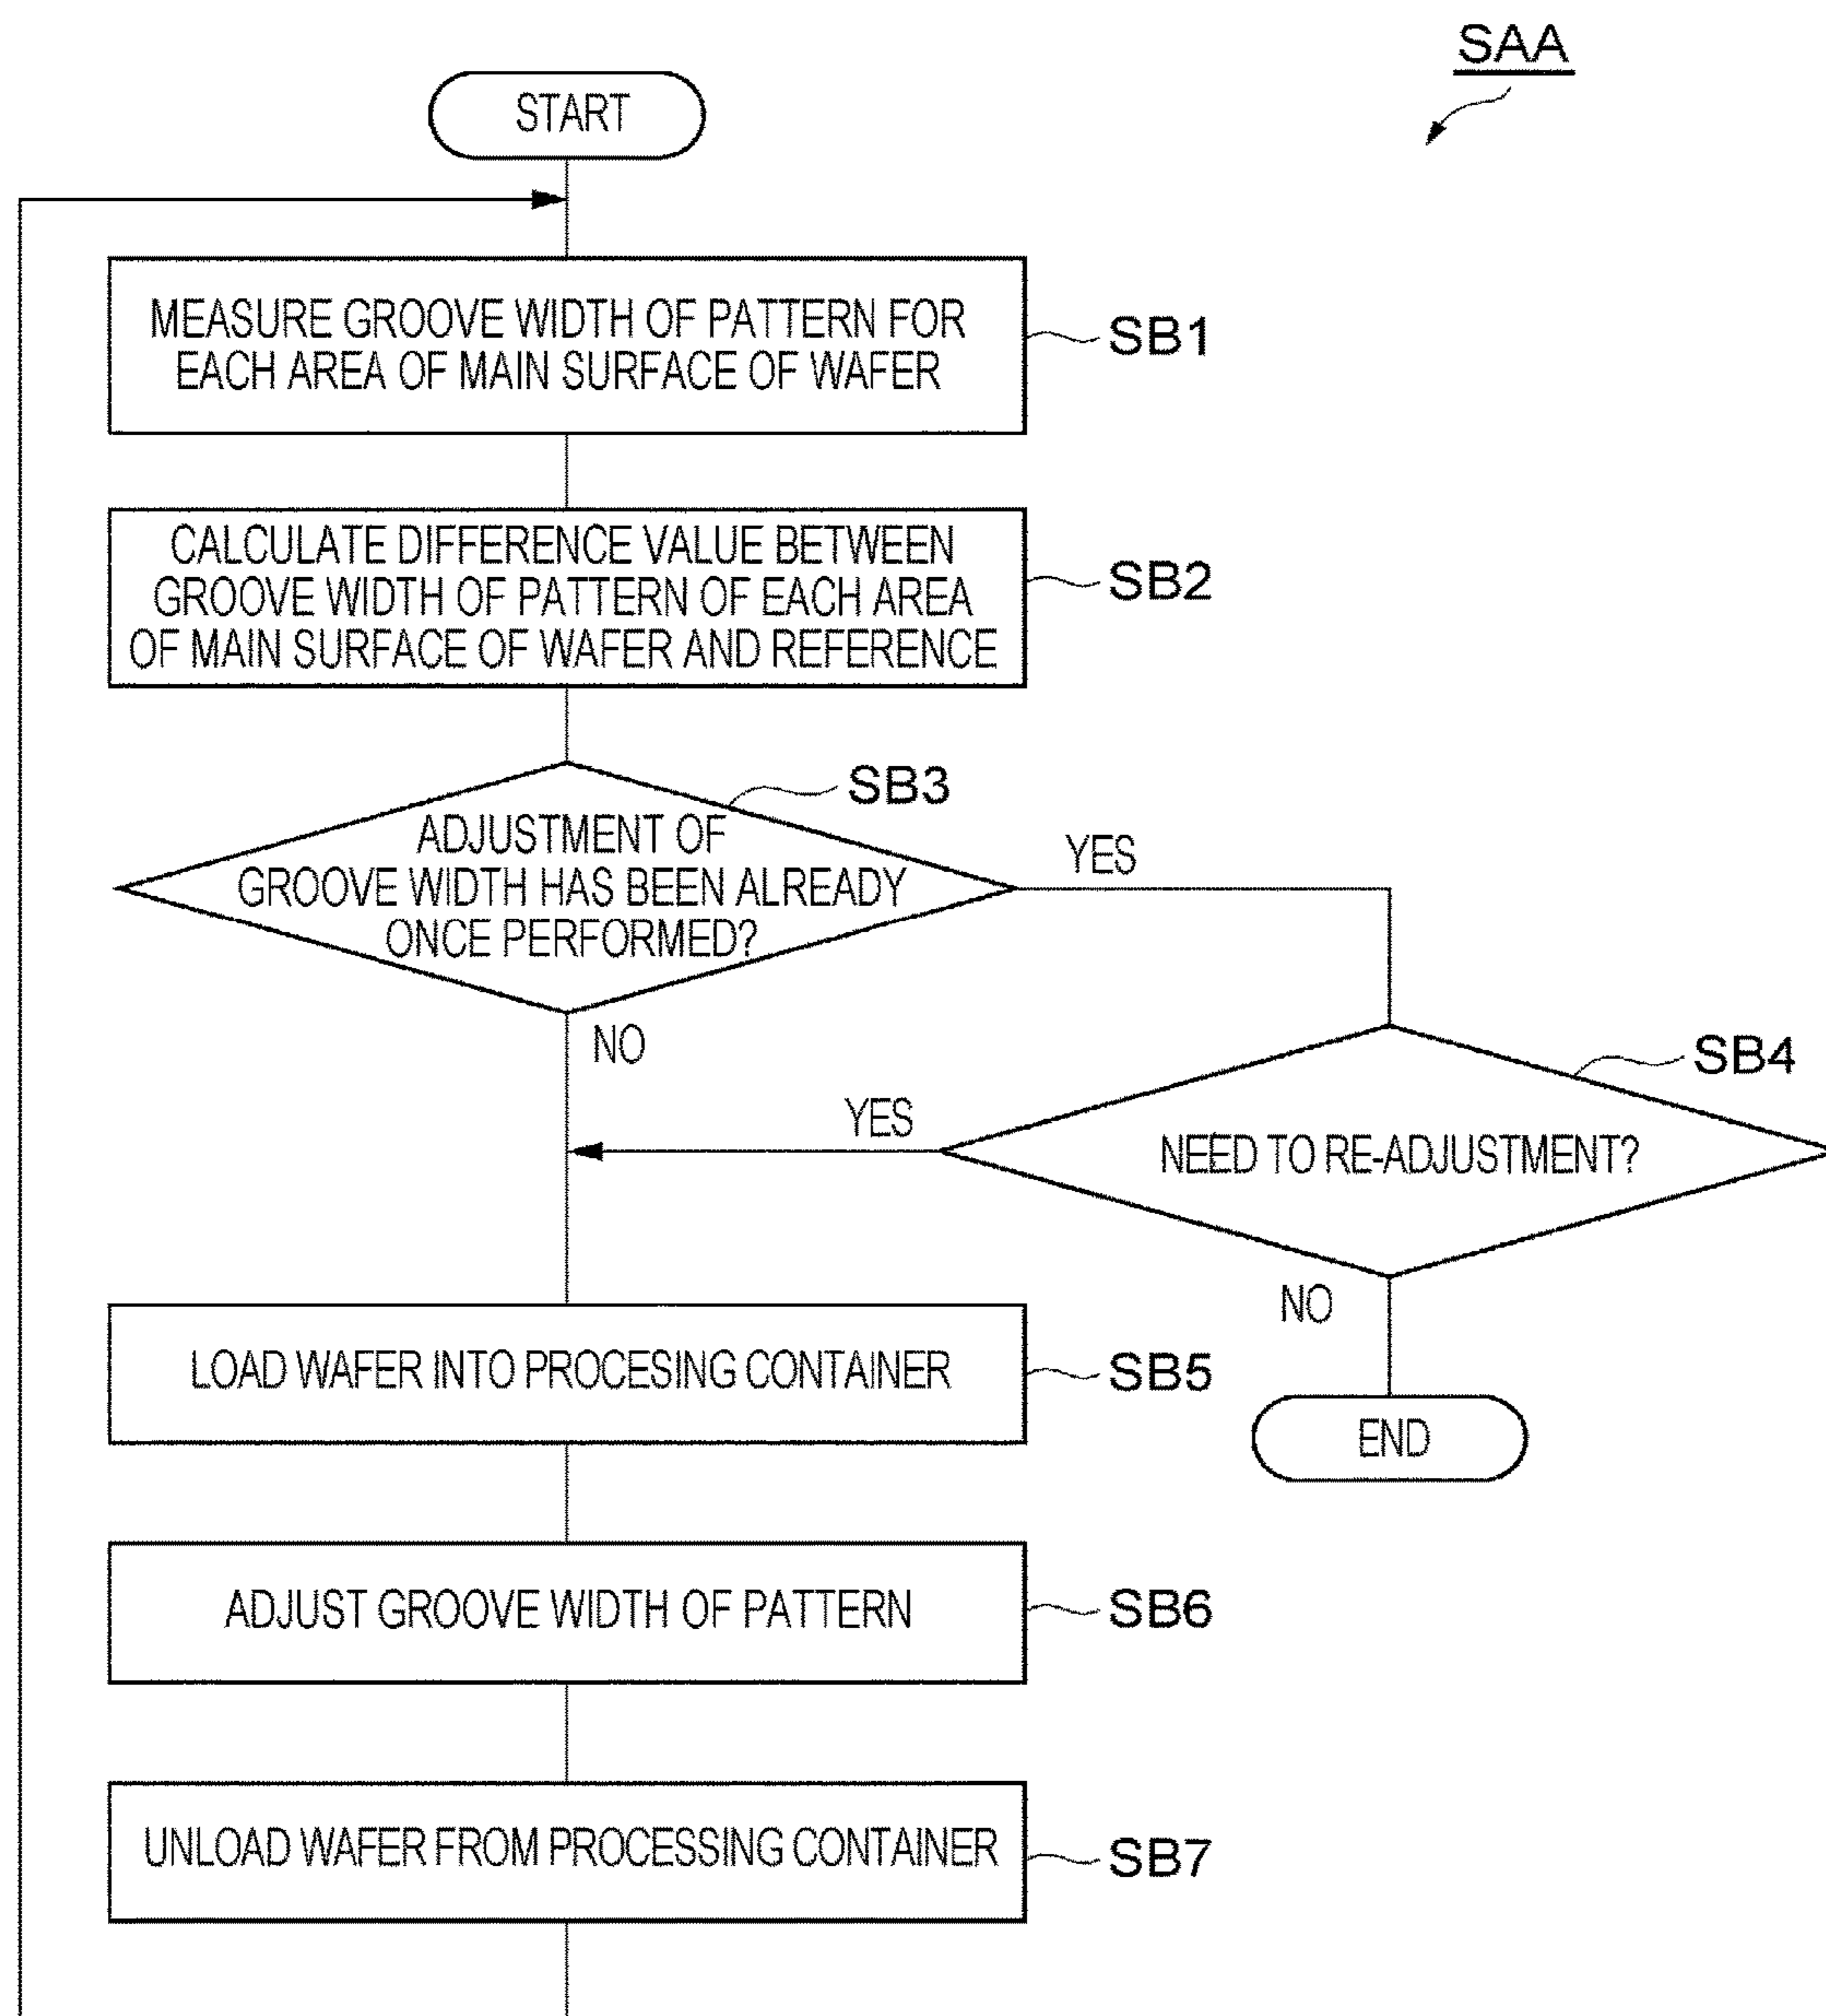 SAA
START
MEASURE GROOVE WIDTH OF PATTERN FOR
EACH AREA OF MAIN SURFACE OF WAFER
SB1
CALCULATE DIFFERENCE VALUE BETWEEN
GROOVE WIDTH OF PATTERN OF EACH AREA
OF MAIN SURFACE OF WAFER AND REFERENCE
SB2
SB3
ADJUSTMENT OF
GROOVE WIDTH HAS BEEN ALREADY
ONCE PERFORMED?
YES
NO
SB4
YES
NEED TO RE-ADJUSTMENT?
NO
LOAD WAFER INTO PROCESING CONTAINER
SB5
END
ADJUST GROOVE WIDTH OF PATTERN
SB6
UNLOAD WAFER FROM PROCESSING CONTAINER
SB7